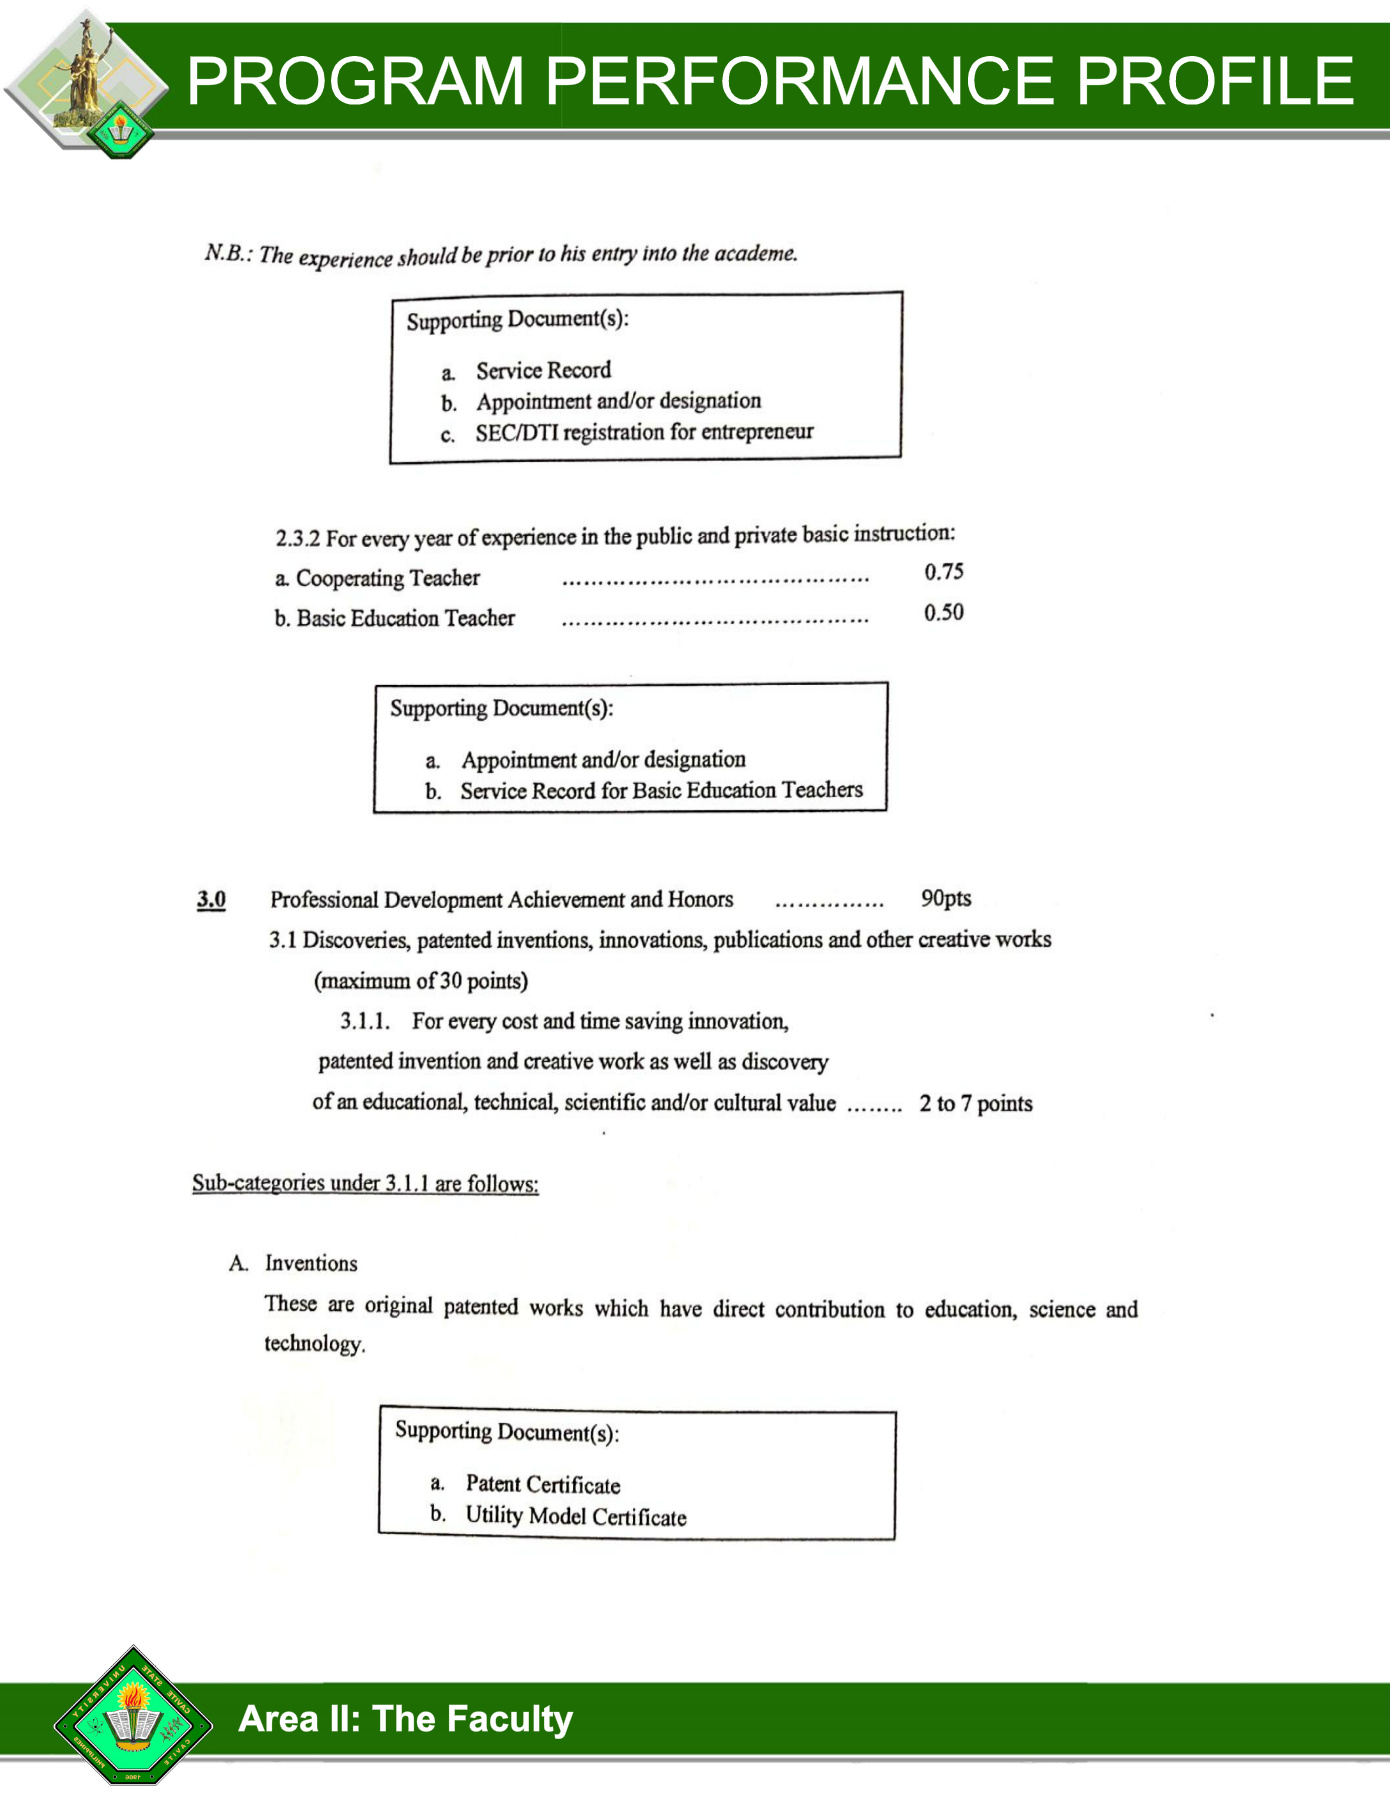 PROGRAM PERFORMANCE PROFILE
N.B.: The experience should be prior to his entry into the academe.
Supporting Document(s):
a. Service Record
b. Appointment and/or designation
c. SEC/DTI registration for entrepreneur
2.3.2 For every year of experience in the public and private basic instruction:
a. Cooperating Teacher .......................................... 0.75
b. Basic Education Teacher .......................................... 0.50
Supporting Document(s):
a. Appointment and/or designation
b. Service Record for Basic Education Teachers
3.0 Professional Development Achievement and Honors ............... 90pts
3.1 Discoveries, patented inventions, innovations, publications and other creative works
(maximum of 30 points)
3.1.1. For every cost and time saving innovation,
patented invention and creative work as well as discovery
of an educational, technical, scientific and/or cultural value ........ 2 to 7 points
Sub-categories under 3.1.1 are follows:
A. Inventions
These are original patented works which have direct contribution to education, science and
technology.
Supporting Document(s):
a. Patent Certificate
b. Utility Model Certificate
CAVITE STATE UNIVERSITY
CAVITE PHILIPPINES
1906
Area II: The Faculty